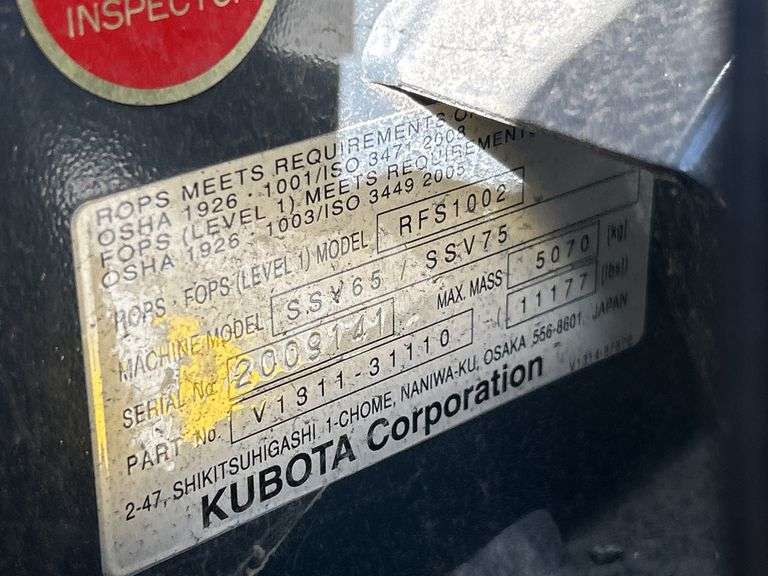 INSPECTOR
ROPS MEETS REQUIREMENTS O
OSHA 1926 · 1001/ISO 3471 2008
FOPS (LEVEL 1) MEETS REQUIREMENT
OSHA 1926 · 1003/ISO 3449 2005
ROPS · FOPS (LEVEL 1) MODEL RFS1002
MACHINE MODEL SSV65 / SSV75
SERIAL No. 2009141 MAX. MASS 5070 (kg)
PART No. V1311-31110 / 11177 (lbs)
2-47, SHIKITSUHIGASHI 1-CHOME, NANIWA-KU, OSAKA 556-8601 JAPAN
KUBOTA Corporation